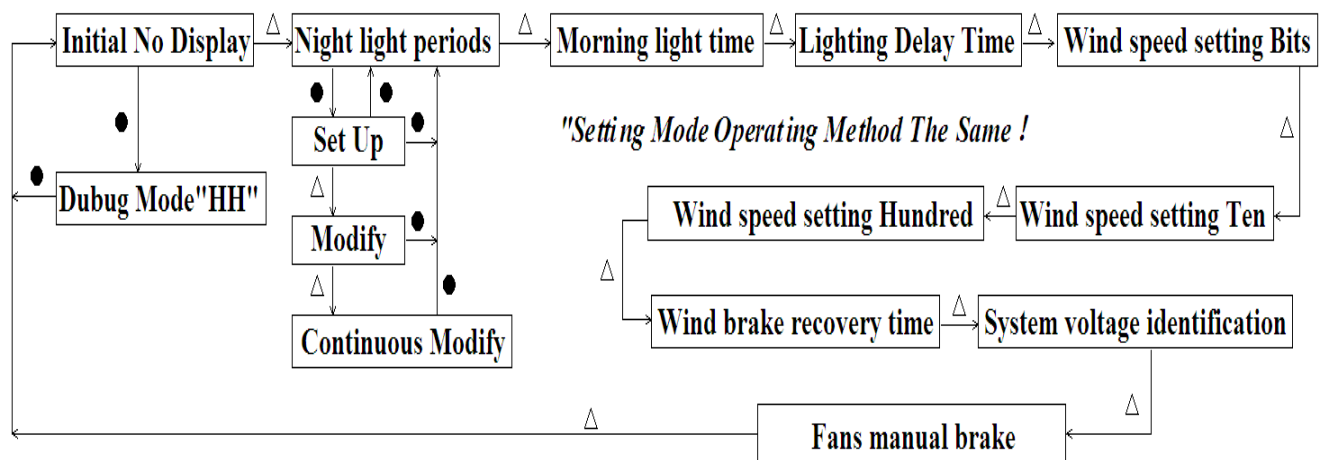 Initial No Display
Night light periods
Morning light time
Lighting Delay Time
Wind speed setting Bits
Set Up
"Setting Mode Operating Method The Same !
Dubug Mode"HH"
Modify
Wind speed setting Hundred
Wind speed setting Ten
Continuous Modify
Wind brake recovery time
System voltage identification
Fans manual brake